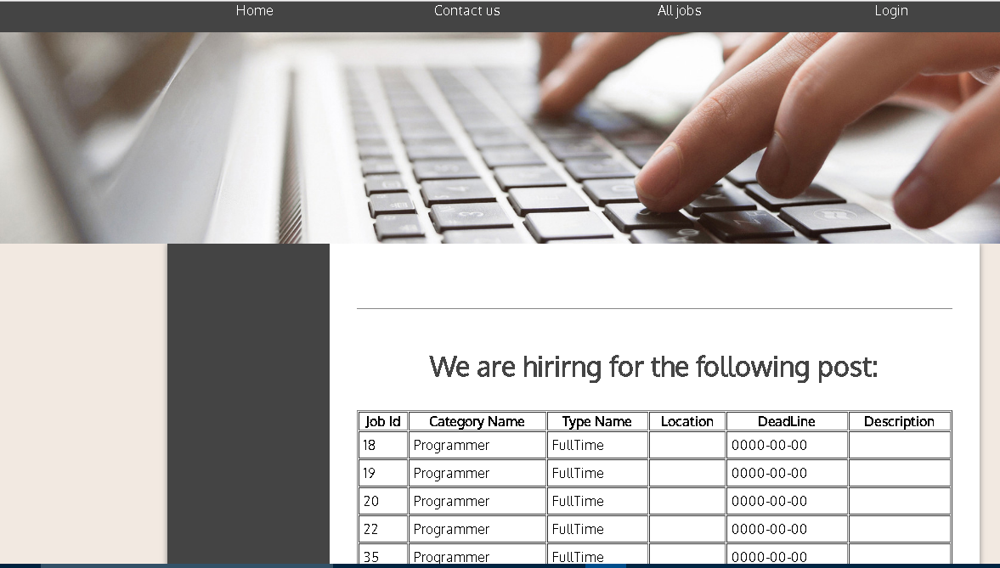 Home Contact us All jobs Login
We are hirirng for the following post:
Job Id Category Name Type Name Location DeadLine Description
18 Programmer FullTime 0000-00-00
19 Programmer FullTime 0000-00-00
20 Programmer FullTime 0000-00-00
22 Programmer FullTime 0000-00-00
35 Programmer FullTime 0000-00-00